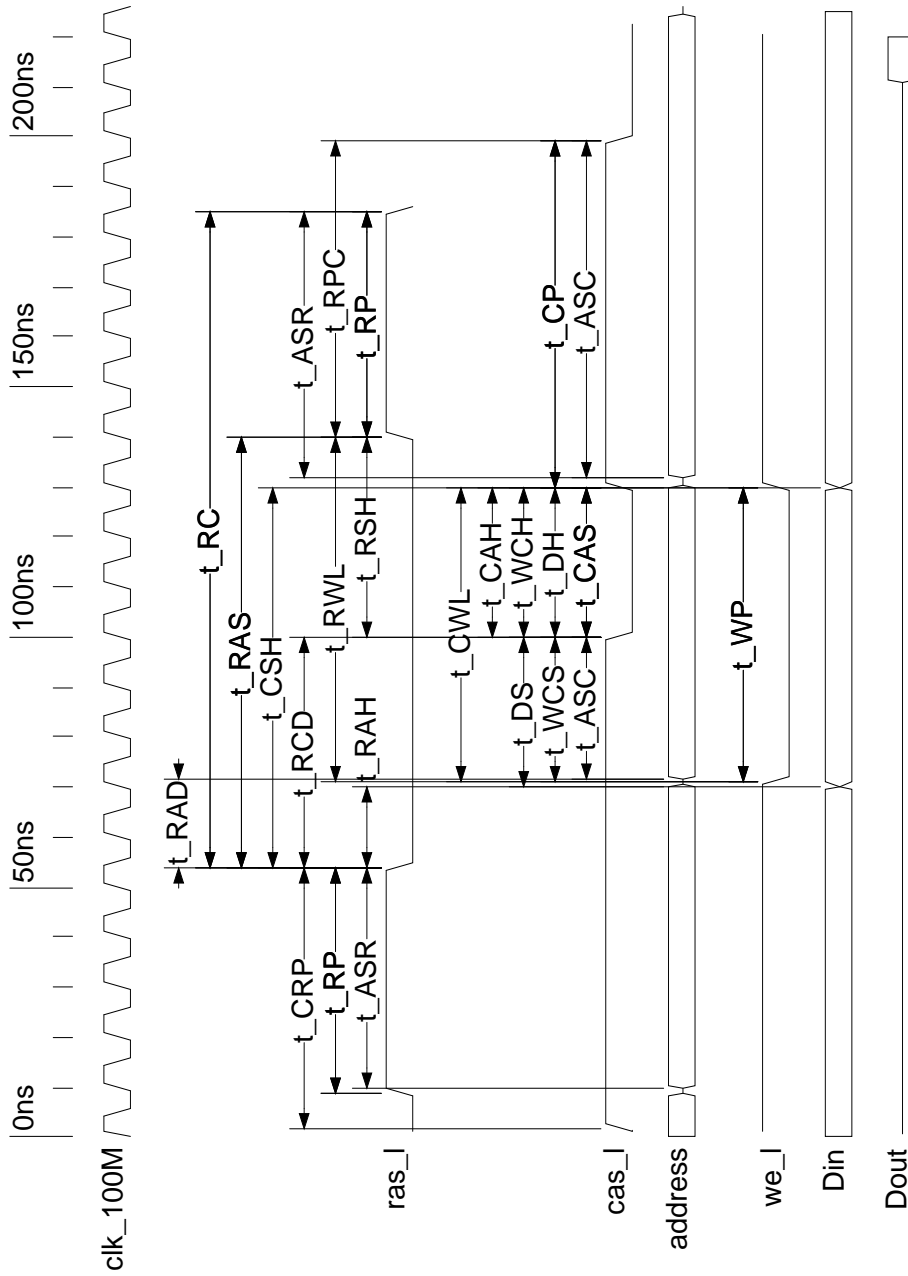 0ns
50ns
100ns
150ns
200ns
clk_100M
t_RAD
t_RC
t_RAS
t_CSH
t_CRP
t_RCD
t_ASR
t_RP
t_RWL
t_RPC
t_ASR
t_RAH
t_RSH
t_RP
ras_l
t_CWL
t_CAH
t_DS
t_WCH
t_WCS
t_DH
t_CP
t_ASC
t_CAS
t_ASC
cas_l
address
t_WP
we_l
Din
Dout